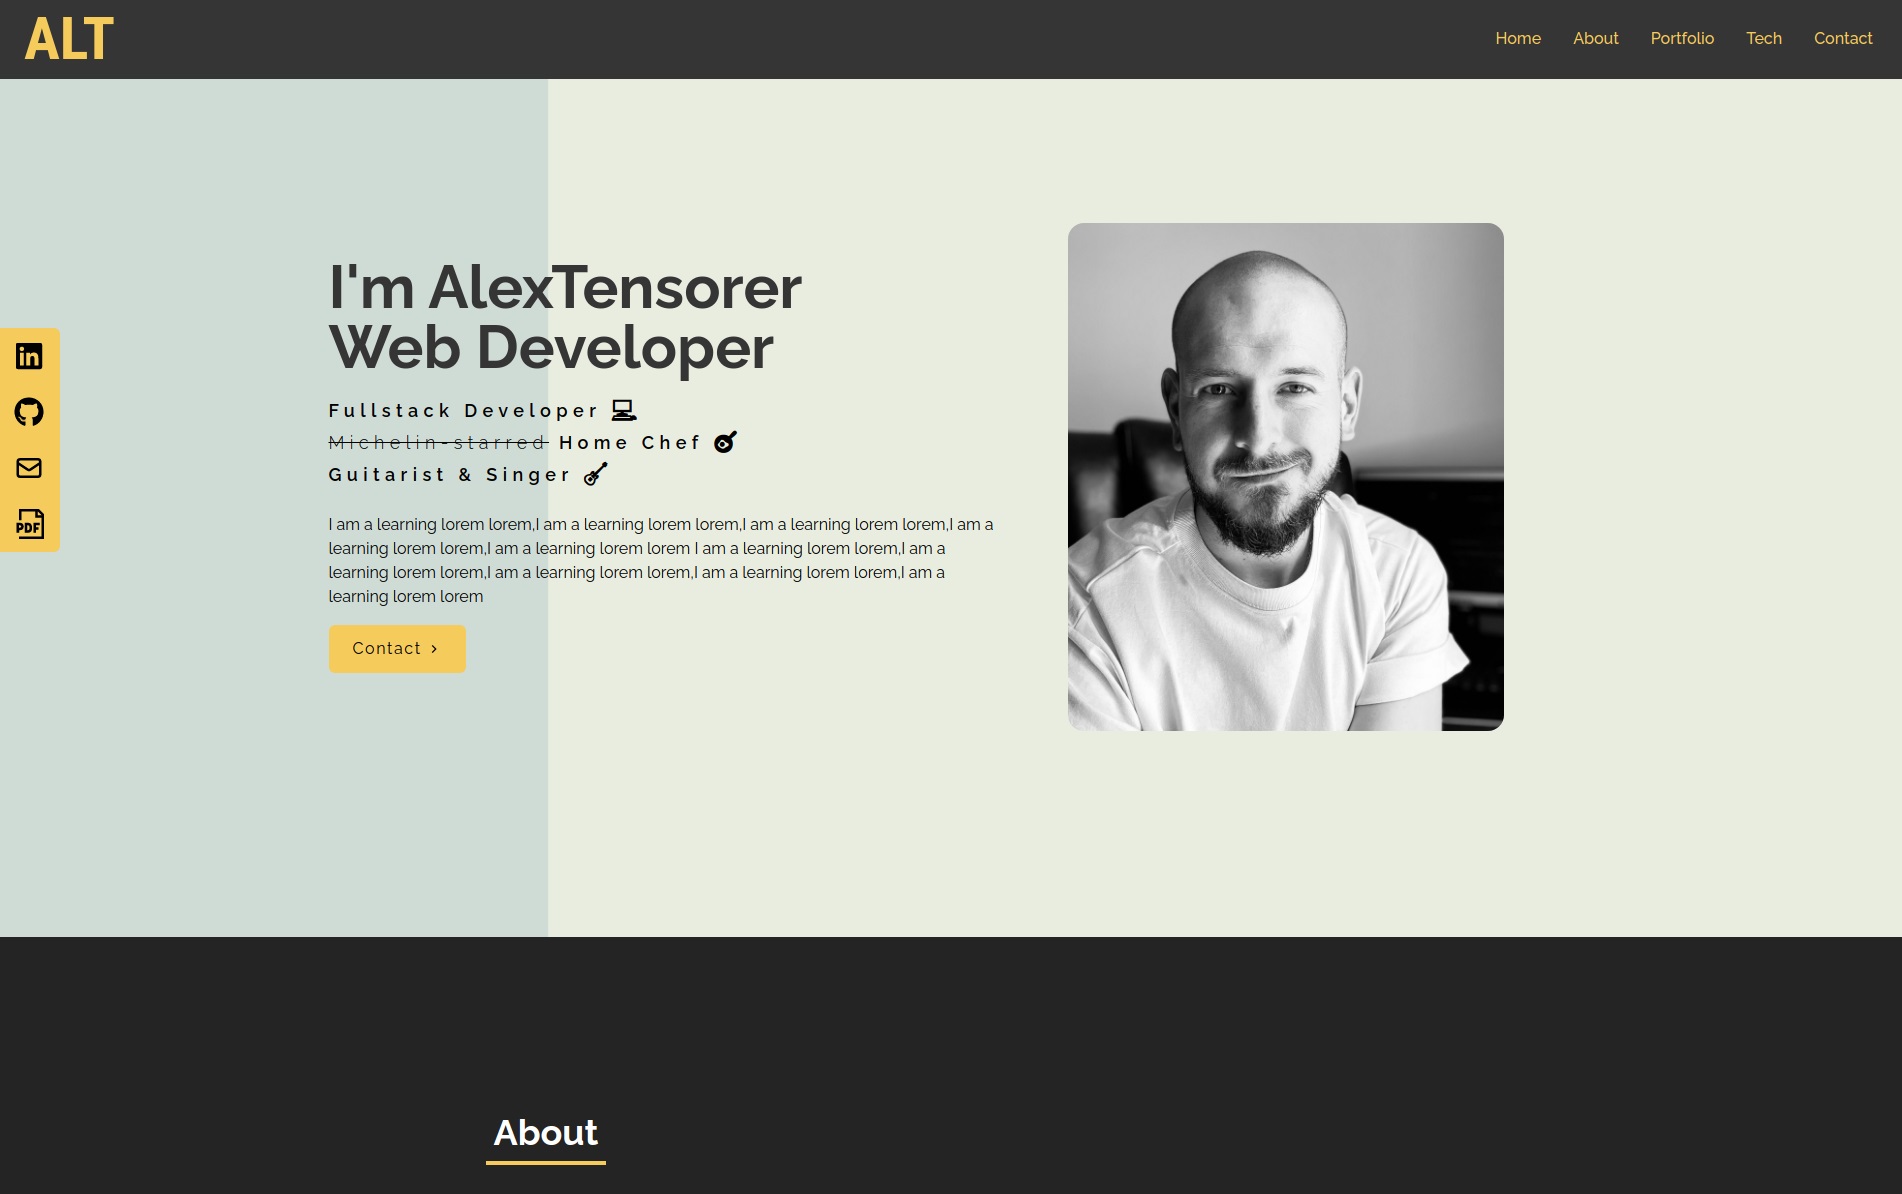 ALT
Home About Portfolio Tech Contact
I'm AlexTensorer
Web Developer
Fullstack Developer
Michelin-starred Home Chef
Guitarist & Singer
I am a learning lorem lorem,I am a learning lorem lorem,I am a learning lorem lorem,I am a
learning lorem lorem,I am a learning lorem lorem I am a learning lorem lorem,I am a
learning lorem lorem,I am a learning lorem lorem,I am a learning lorem lorem,I am a
learning lorem lorem
Contact ›
in
PDF
About